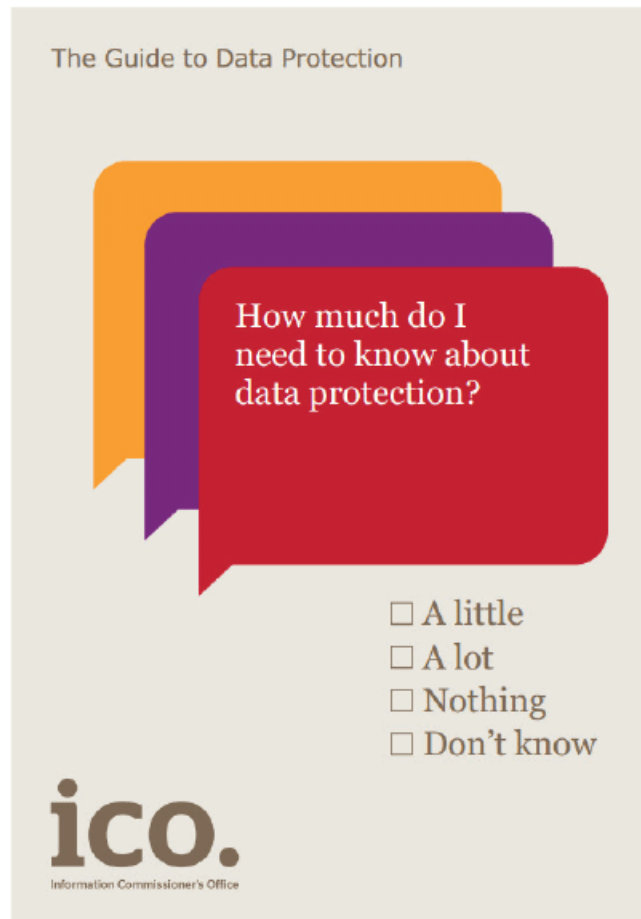 The Guide to Data Protection
How much do I
need to know about
data protection?
☐ A little
☐ A lot
☐ Nothing
☐ Don't know
ico.
Information Commissioner's Office